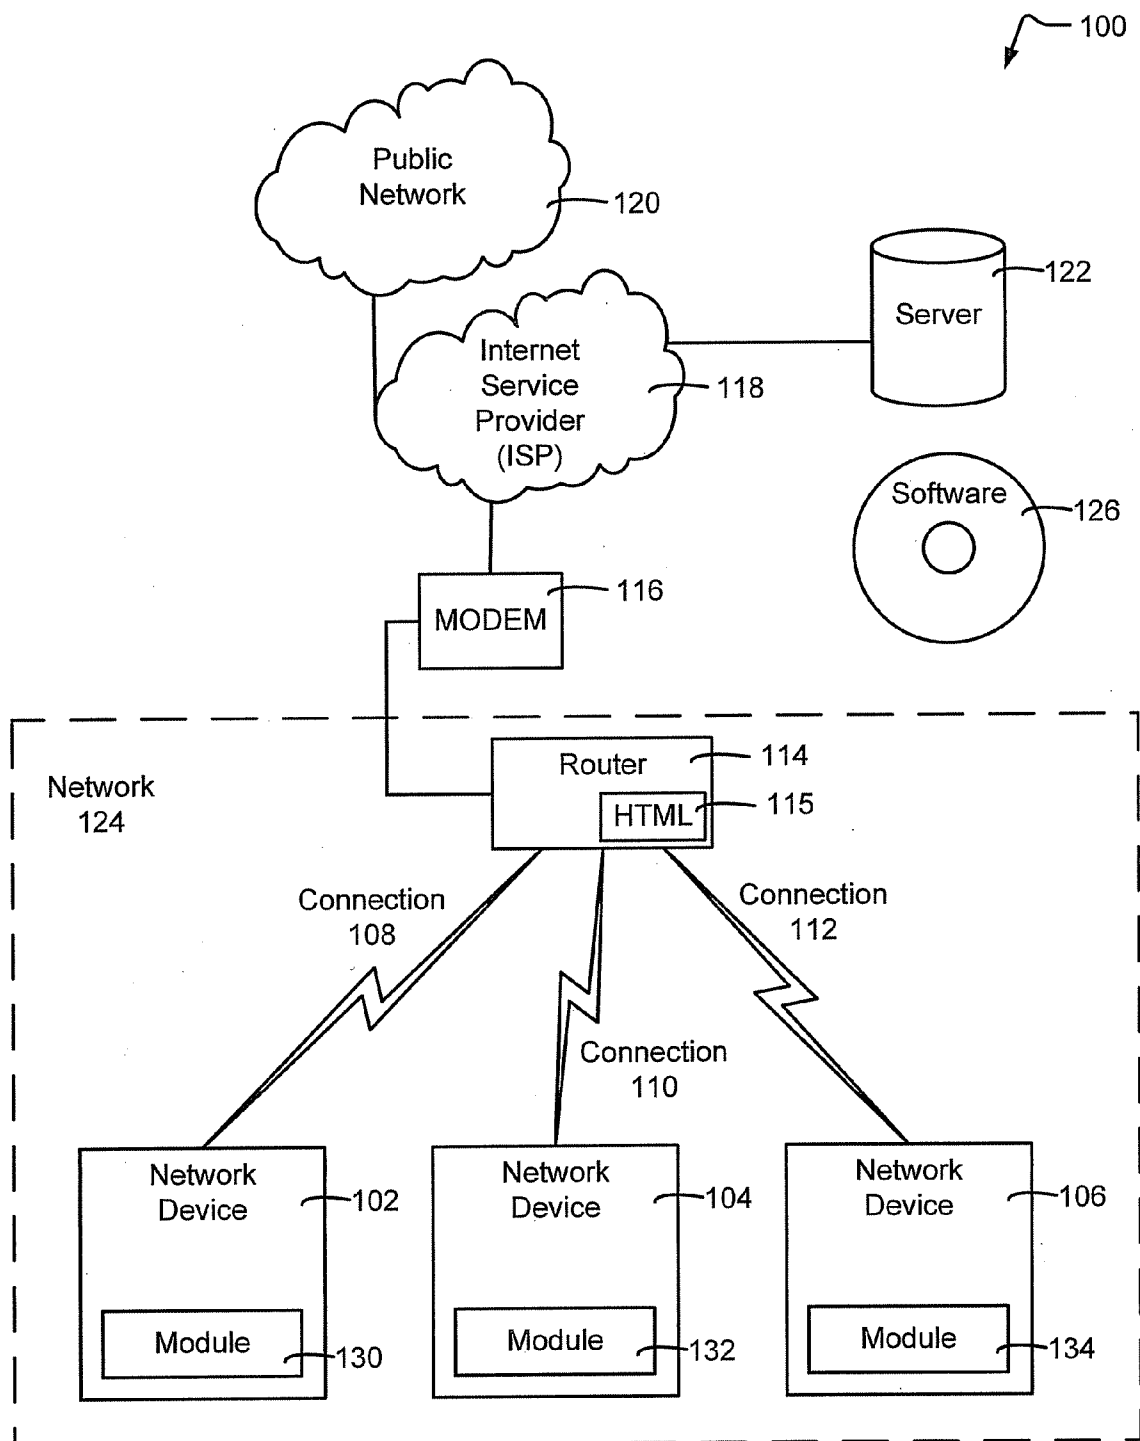 100
Public
Network
120
122
Server
Internet
Service
Provider
(ISP)
118
Software
126
116
MODEM
Network
124
Router
114
HTML
115
Connection
108
Connection
112
Connection
110
Network
Device
102
Network
Device
104
Network
Device
106
Module
130
Module
132
Module
134